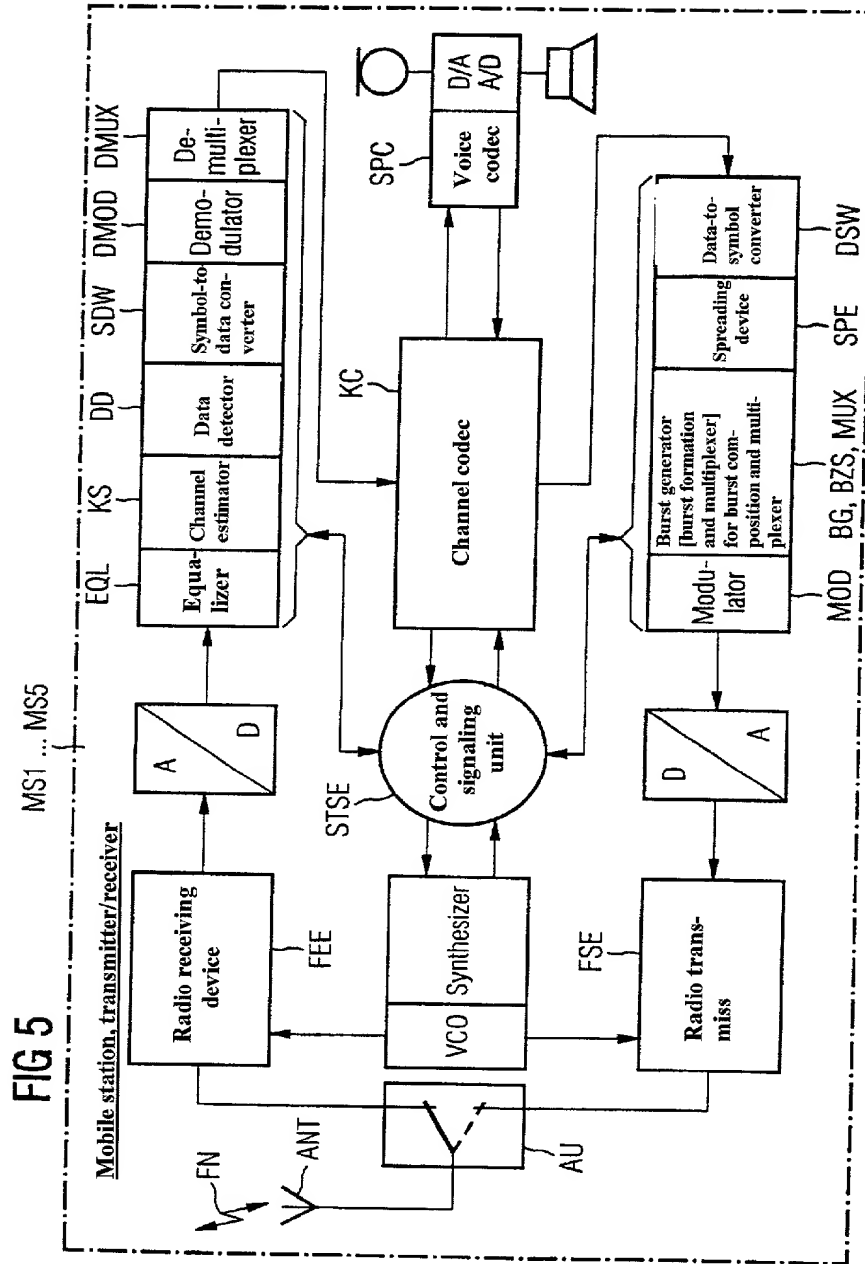 FIG 5
MS1 ... MS5
Mobile station, transmitter/receiver
FN
ANT
AU
Radio receiving
device
FEE
A
D
EQL
KS
DD
SDW
DMOD
DMUX
Equa-
lizer
Channel
estimator
Data
detector
Symbol-to
data con-
verter
Demo-
dulator
De-
multi-
plexer
VCO
Synthesizer
STSE
Control and
signaling
unit
KC
Channel codec
SPC
Voice
codec
D/A
A/D
Radio trans-
miss
FSE
D
A
Modu-
lator
Burst generator
[burst formation
and multiplexer]
for burst com-
position and multi-
plexer
Spreading
device
Data-to-
symbol
converter
MOD
BG, BZS, MUX
SPE
DSW